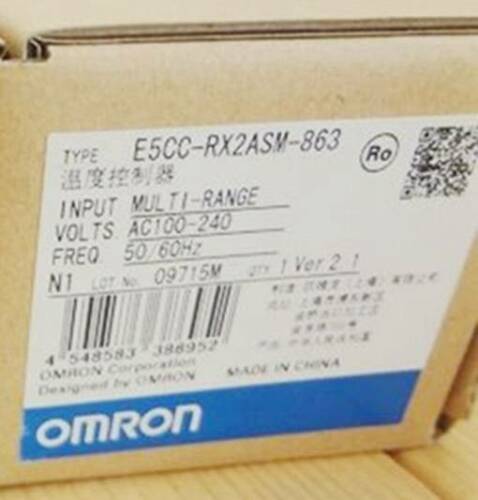 TYPE E5CC-RX2ASM-863
温度控制器
Ro
INPUT MULTI-RANGE
VOLTS. AC100-240
FREQ 50/60Hz
N1 LOT No. 09715M QTY 1 Ver 2.1
4 548583 386952
OMRON Corporation
Designed by OMRON
MADE IN CHINA
OMRON